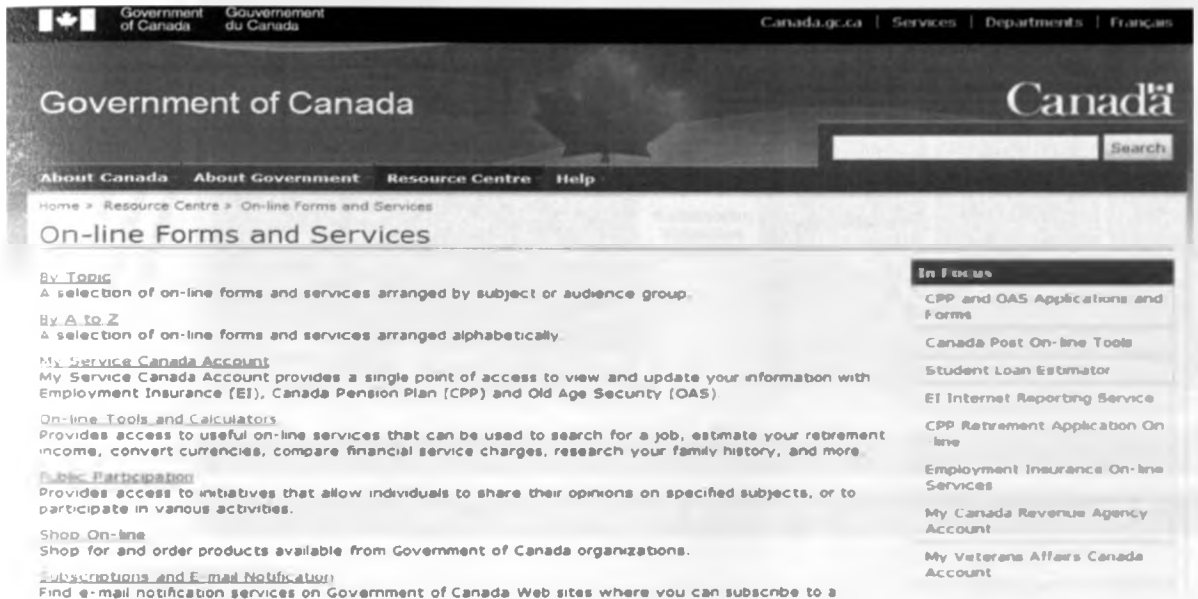 Government of Canada
Gouvernement du Canada
Canada.gc.ca | Services | Departments | Français
Government of Canada
Canada
Search
About Canada About Government Resource Centre Help
Home > Resource Centre > On-line Forms and Services
On-line Forms and Services
By Topic
A selection of on-line forms and services arranged by subject or audience group.
By A to Z
A selection of on-line forms and services arranged alphabetically.
My Service Canada Account
My Service Canada Account provides a single point of access to view and update your information with
Employment Insurance (EI), Canada Pension Plan (CPP) and Old Age Security (OAS)
On-line Tools and Calculators
Provides access to useful on-line services that can be used to search for a job, estimate your retirement
income, convert currencies, compare financial service charges, research your family history, and more.
Public Participation
Provides access to initiatives that allow individuals to share their opinions on specified subjects, or to
participate in various activities.
Shop On-line
Shop for and order products available from Government of Canada organizations.
Subscriptions and E-mail Notification
Find e-mail notification services on Government of Canada Web sites where you can subscribe to a
In Focus
CPP and OAS Applications and
Forms
Canada Post On-line Tools
Student Loan Estimator
EI Internet Reporting Service
CPP Retirement Application On
-line
Employment Insurance On-line
Services
My Canada Revenue Agency
Account
My Veterans Affairs Canada
Account